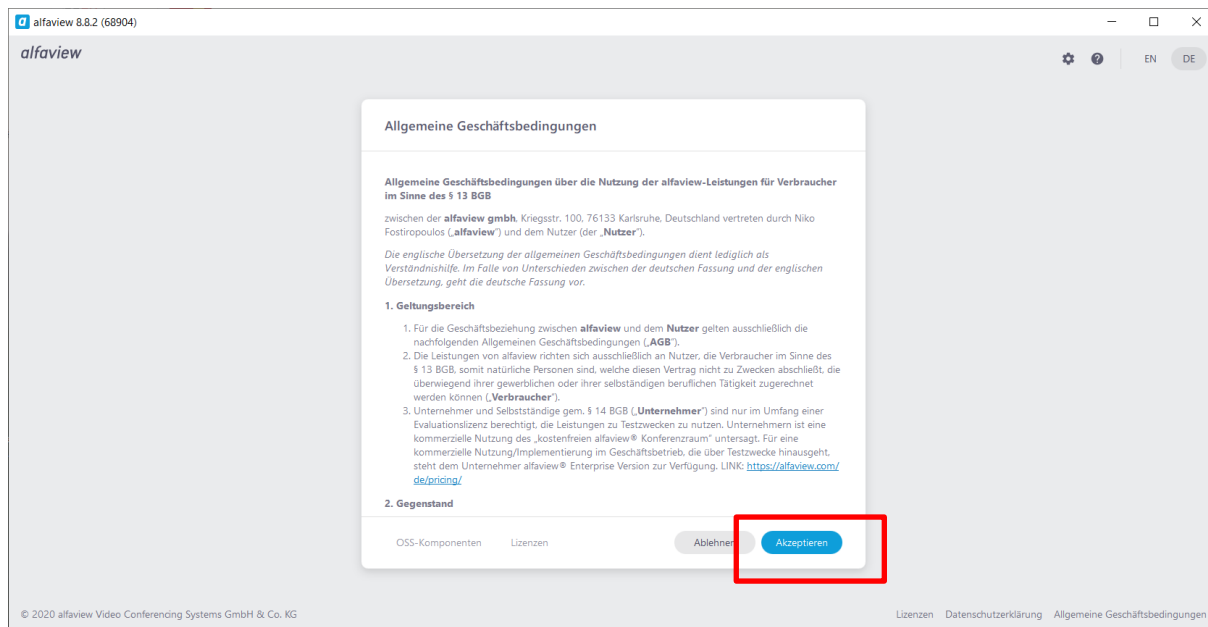 alfaview 8.8.2 (68904)
alfaview
EN DE
Allgemeine Geschäftsbedingungen
Allgemeine Geschäftsbedingungen über die Nutzung der alfaview-Leistungen für Verbraucher
im Sinne des § 13 BGB
zwischen der alfaview gmbh, Kriegsstr. 100, 76133 Karlsruhe, Deutschland vertreten durch Niko
Fostiropoulos („alfaview“) und dem Nutzer (der „Nutzer“).
Die englische Übersetzung der allgemeinen Geschäftsbedingungen dient lediglich als
Verständnishilfe. Im Falle von Unterschieden zwischen der deutschen Fassung und der englischen
Übersetzung, geht die deutsche Fassung vor.
1. Geltungsbereich
1. Für die Geschäftsbeziehung zwischen alfaview und dem Nutzer gelten ausschließlich die
nachfolgenden Allgemeinen Geschäftsbedingungen („AGB“).
2. Die Leistungen von alfaview richten sich ausschließlich an Nutzer, die Verbraucher im Sinne des
§ 13 BGB, somit natürliche Personen sind, welche diesen Vertrag nicht zu Zwecken abschließt, die
überwiegend ihrer gewerblichen oder ihrer selbständigen beruflichen Tätigkeit zugerechnet
werden können („Verbraucher“).
3. Unternehmer und Selbstständige gem. § 14 BGB („Unternehmer“) sind nur im Umfang einer
Evaluationslizenz berechtigt, die Leistungen zu Testzwecken zu nutzen. Unternehmern ist eine
kommerzielle Nutzung des „kostenfreien alfaview® Konferenzraum“ untersagt. Für eine
kommerzielle Nutzung/Implementierung im Geschäftsbetrieb, die über Testzwecke hinausgeht,
steht dem Unternehmer alfaview® Enterprise Version zur Verfügung. LINK: https://alfaview.com/
de/pricing/
2. Gegenstand
OSS-Komponenten Lizenzen Ablehnen Akzeptieren
© 2020 alfaview Video Conferencing Systems GmbH & Co. KG Lizenzen Datenschutzerklärung Allgemeine Geschäftsbedingungen